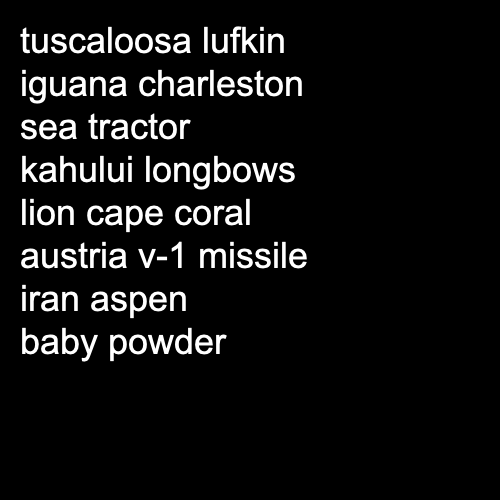 tuscaloosa lufkin
iguana charleston
sea tractor
kahului longbows
lion cape coral
austria v-1 missile
iran aspen
baby powder